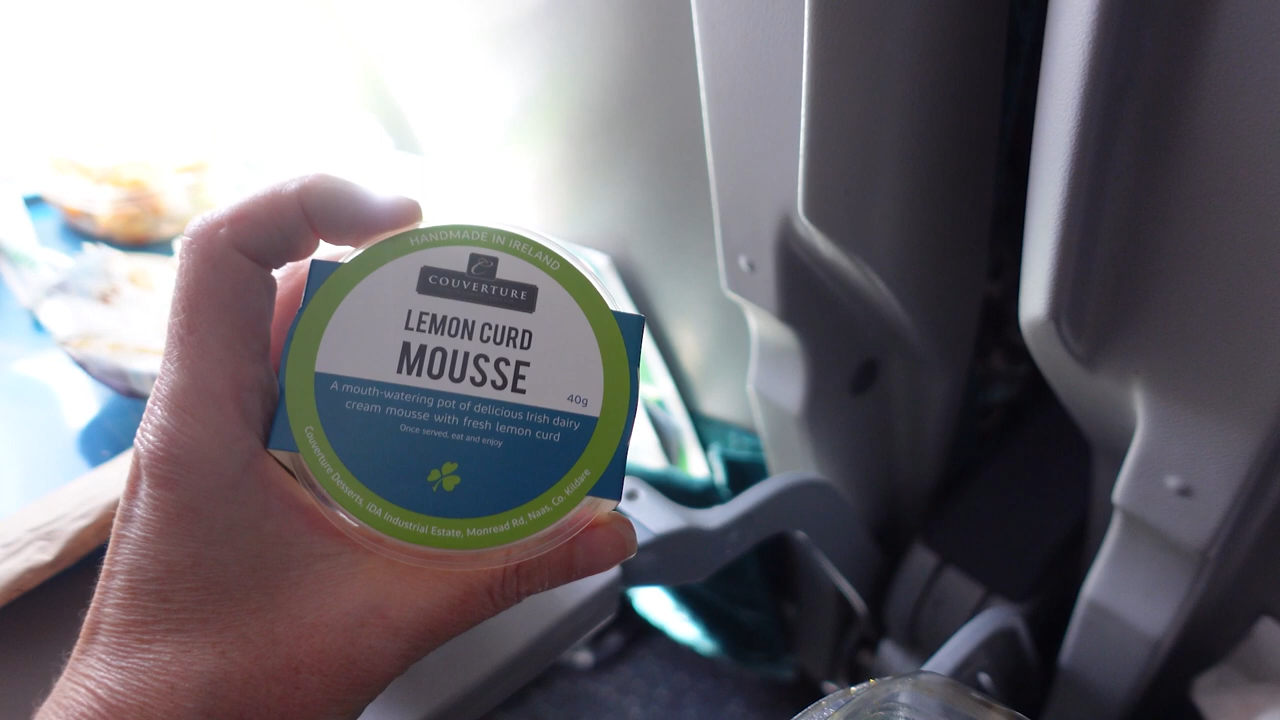 HANDMADE IN IRELAND
COUVERTURE
LEMON CURD
MOUSSE
40g
A mouth-watering pot of delicious Irish dairy
cream mousse with fresh lemon curd
Once served, eat and enjoy
Couverture Desserts, IDA Industrial Estate, Monread Rd, Naas, Co. Kildare